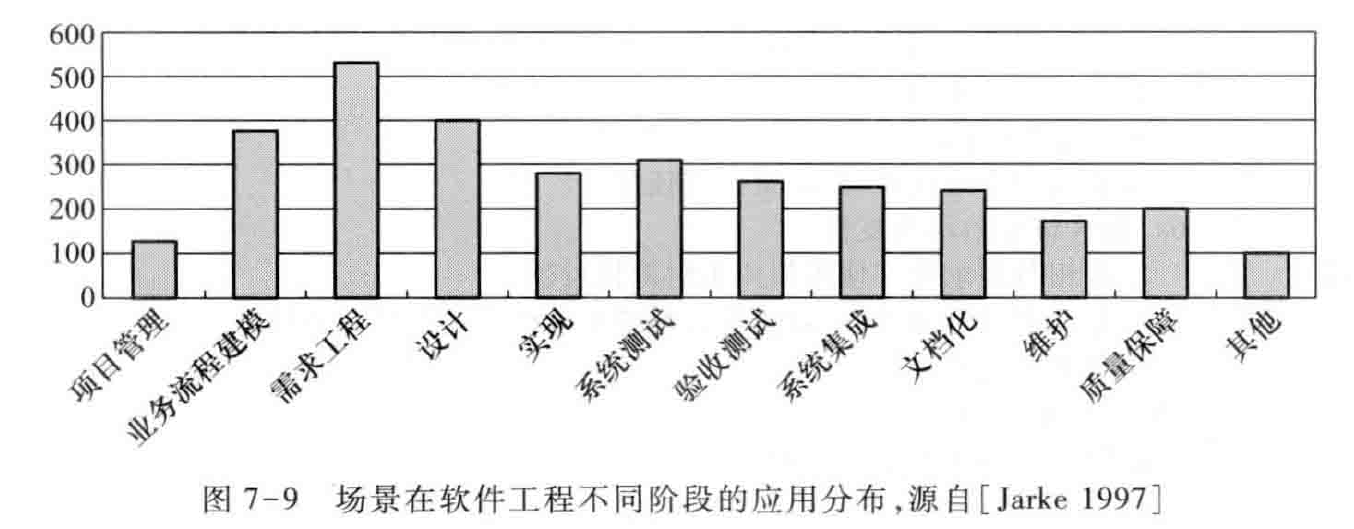 600
500
400
300
200
100
0
项目管理
业务流程建模
需求工程
设计
实现
系统测试
验收测试
系统集成
文档化
维护
质量保障
其他
图 7-9 场景在软件工程不同阶段的应用分布,源自[Jarke 1997]